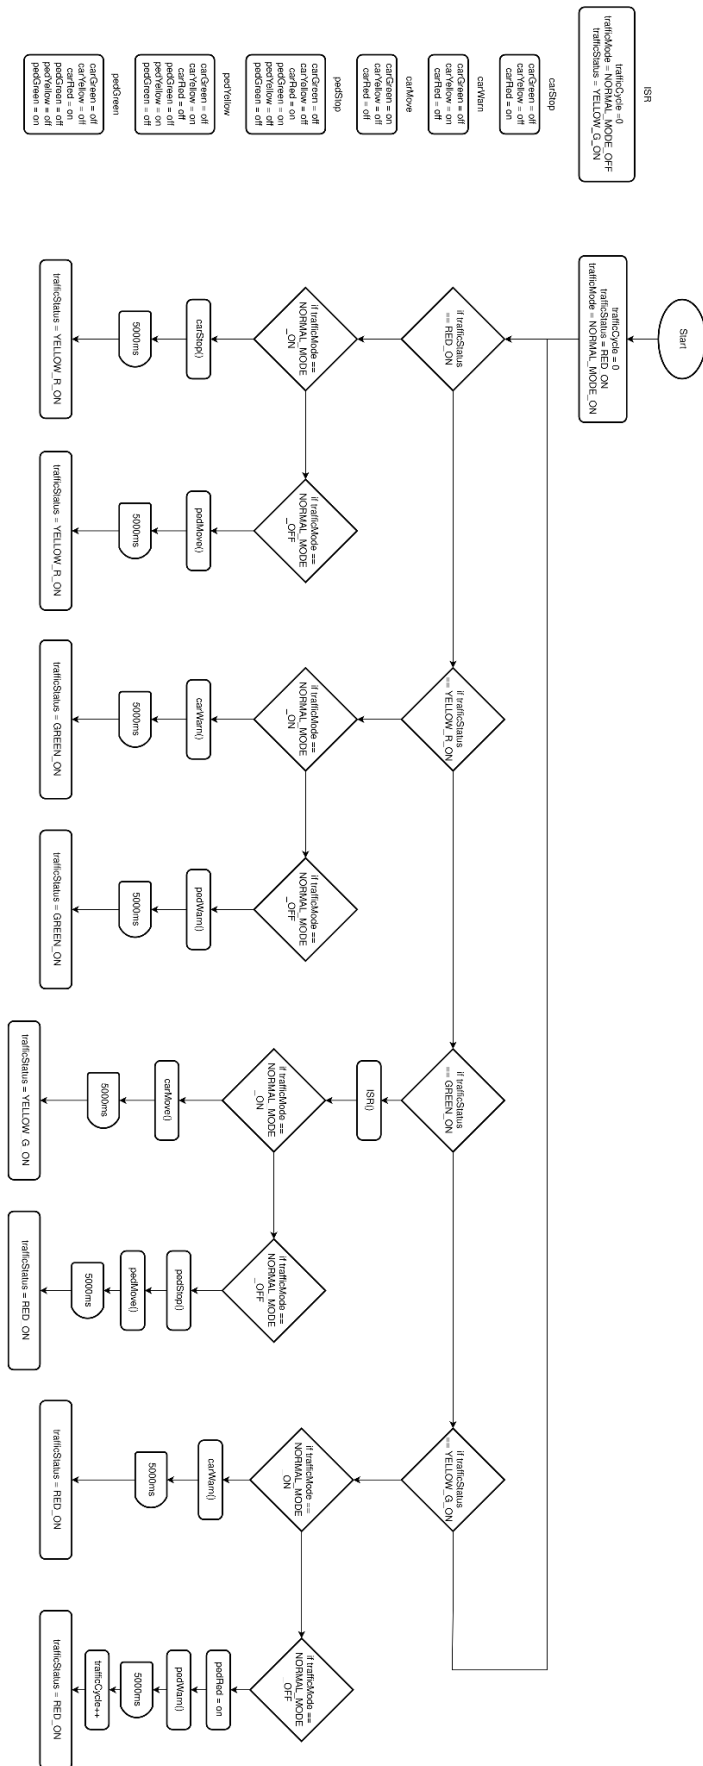 ISR
trafficCycle =0
trafficMode = NORMAL_MODE_OFF
trafficStatus = YELLOW_G_ON
carStop
carGreen = off
carYellow = off
carRed = on
carWarn
carGreen = off
carYellow = on
carRed = off
carMove
carGreen = on
carYellow = off
carRed = off
pedStop
carGreen = off
carYellow = off
carRed = on
pedGreen = on
pedYellow = off
pedGreen = off
pedYellow
carGreen = off
carYellow = on
carRed = off
pedGreen = off
pedYellow = on
pedGreen = off
pedGreen
carGreen = off
carYellow = off
carRed = on
pedGreen = off
pedYellow = off
pedGreen = on
Start
trafficCycle = 0
trafficStatus = RED_ON
trafficMode = NORMAL_MODE_ON
if trafficStatus
== RED_ON
if trafficMode ==
NORMAL_MODE
_ON
carStop()
5000ms
trafficStatus = YELLOW_R_ON
if trafficMode ==
NORMAL_MODE
_OFF
pedMove()
5000ms
trafficStatus = YELLOW_R_ON
if trafficStatus
== YELLOW_R_ON
if trafficMode ==
NORMAL_MODE
_ON
carWarn()
5000ms
trafficStatus = GREEN_ON
if trafficMode ==
NORMAL_MODE
_OFF
pedWarn()
5000ms
trafficStatus = GREEN_ON
if trafficStatus
== GREEN_ON
ISR()
if trafficMode ==
NORMAL_MODE
_ON
carMove()
5000ms
trafficStatus = YELLOW_G_ON
if trafficMode ==
NORMAL_MODE
_OFF
pedStop()
pedMove()
5000ms
trafficStatus = RED_ON
if trafficStatus
== YELLOW_G_ON
if trafficMode ==
NORMAL_MODE
_ON
carWarn()
5000ms
trafficStatus = RED_ON
if trafficMode ==
NORMAL_MODE
_OFF
pedRed = on
pedWarn()
5000ms
trafficCycle++
trafficStatus = RED_ON